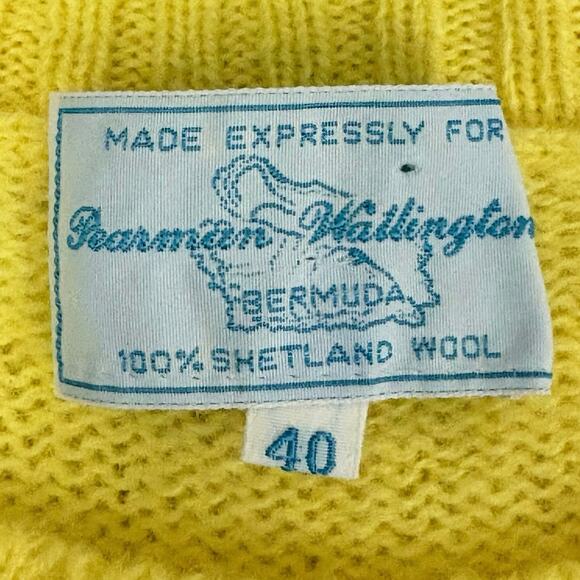 MADE EXPRESSLY FOR
Pearman Watlington
BERMUDA
100% SHETLAND WOOL
40